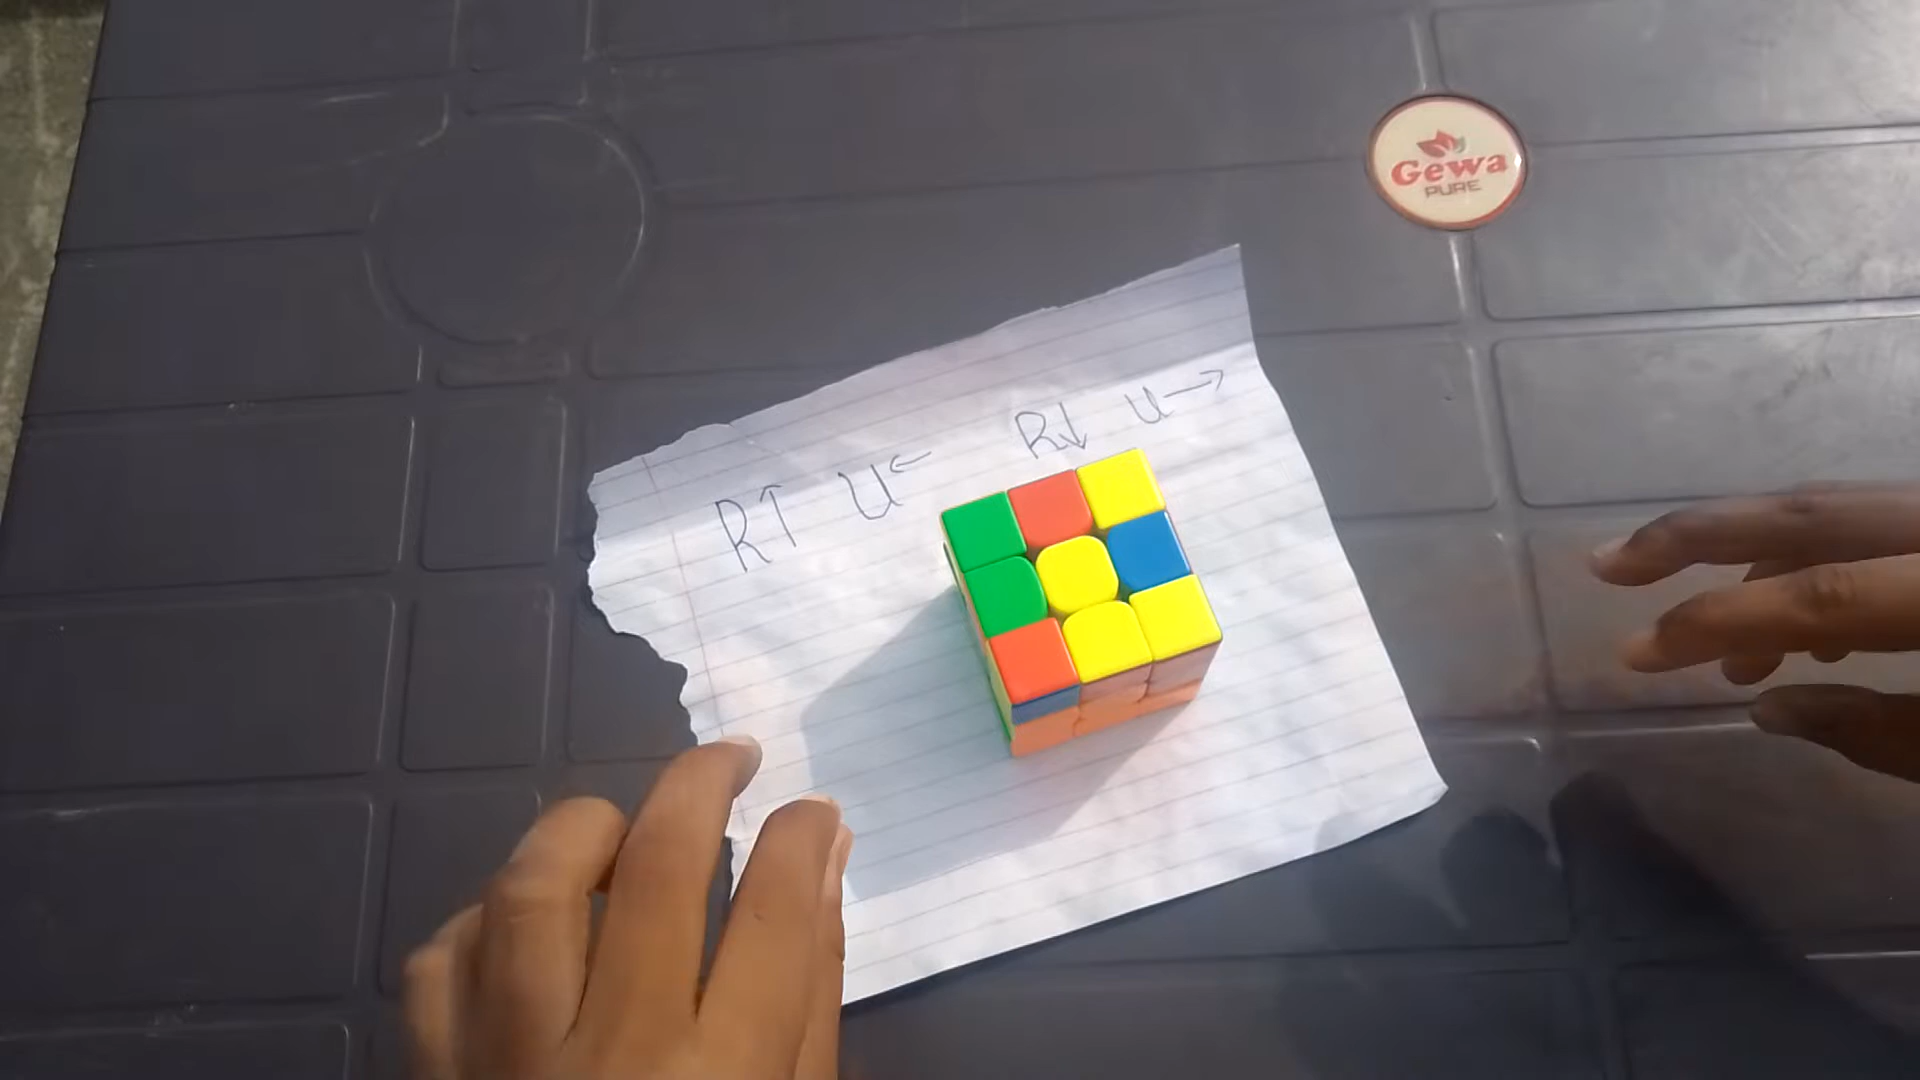 R↑ U← R↓ U→
Gewa
PURE